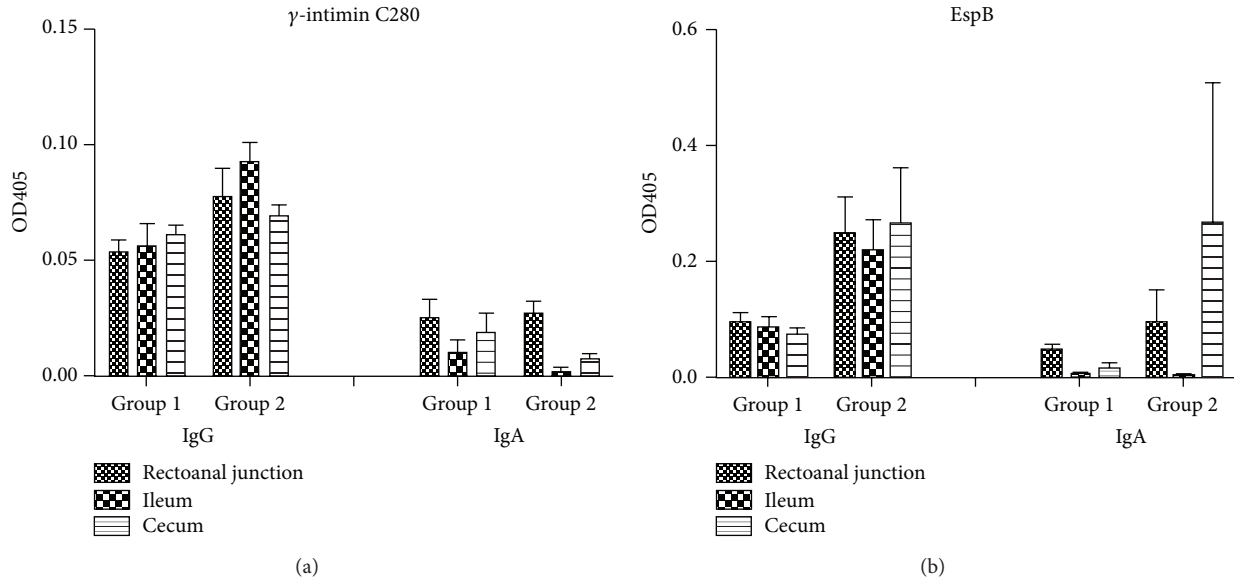 γ-intimin C280
0.15
0.10
0.05
0.00
OD405
Group 1 Group 2 Group 1 Group 2
IgG IgA
Rectoanal junction
Ileum
Cecum
(a)
EspB
0.6
0.4
0.2
0.0
OD405
Group 1 Group 2 Group 1 Group 2
IgG IgA
Rectoanal junction
Ileum
Cecum
(b)